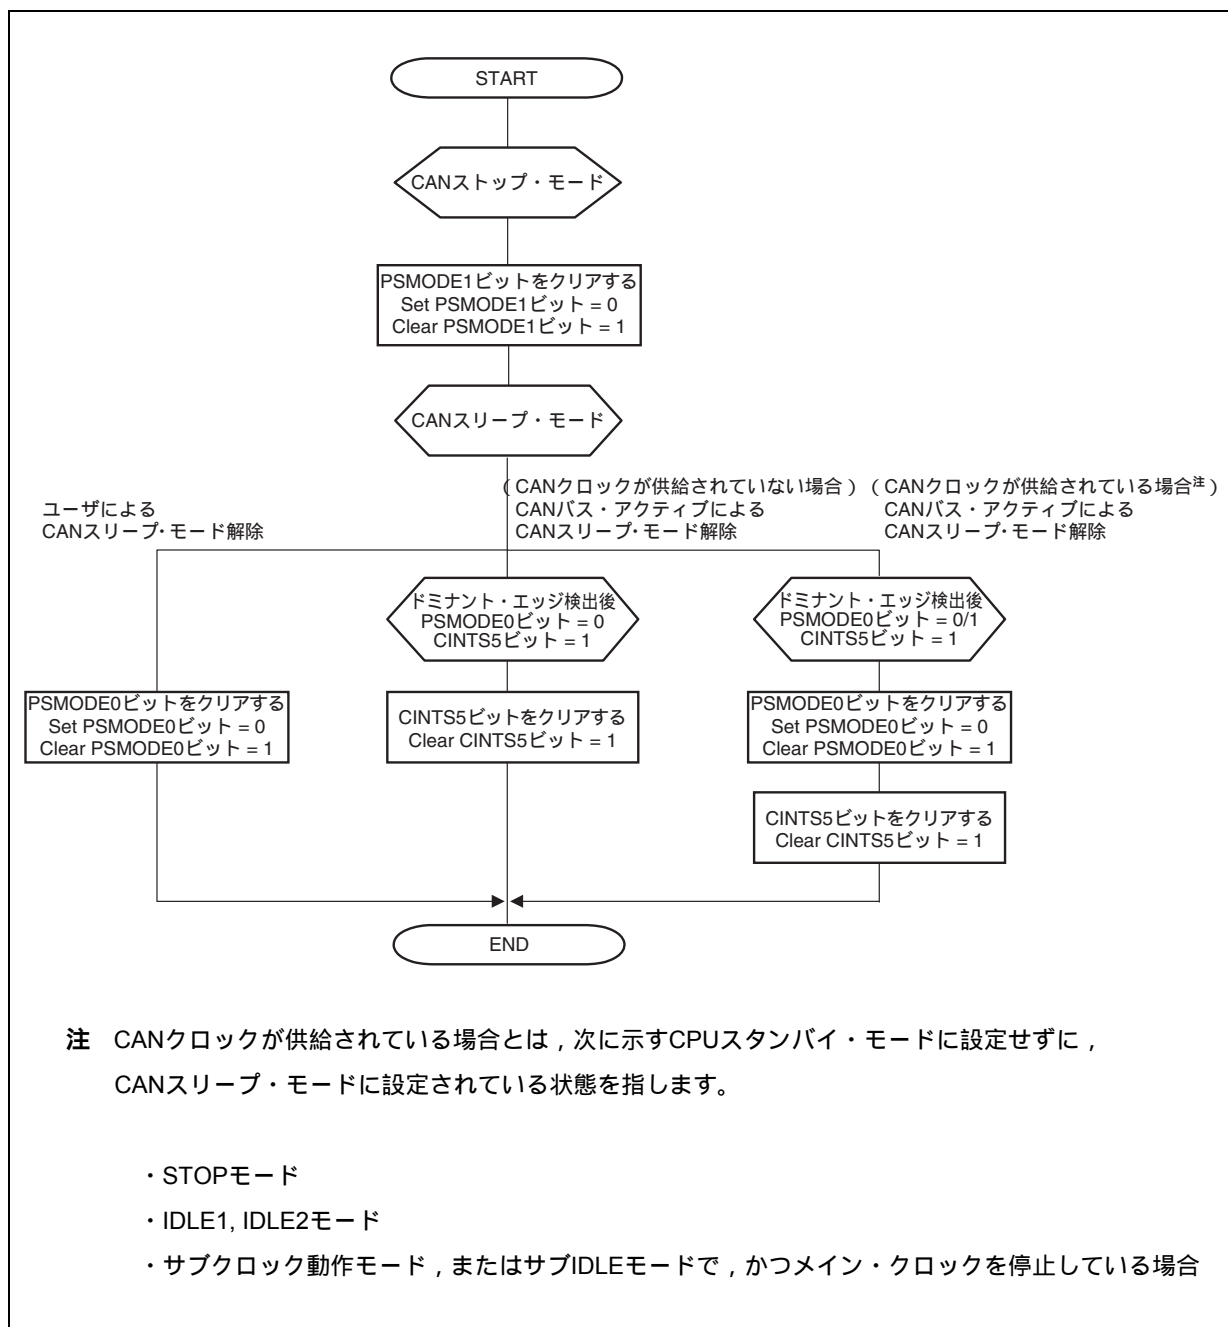 START
CANストップ・モード
PSMODE1ビットをクリアする
Set PSMODE1ビット = 0
Clear PSMODE1ビット = 1
CANスリープ・モード
ユーザによる
CANスリープ・モード解除
（CANクロックが供給されていない場合）
CANバス・アクティブによる
CANスリープ・モード解除
（CANクロックが供給されている場合注）
CANバス・アクティブによる
CANスリープ・モード解除
ドミナント・エッジ検出後
PSMODE0ビット = 0
CINTS5ビット = 1
ドミナント・エッジ検出後
PSMODE0ビット = 0/1
CINTS5ビット = 1
PSMODE0ビットをクリアする
Set PSMODE0ビット = 0
Clear PSMODE0ビット = 1
CINTS5ビットをクリアする
Clear CINTS5ビット = 1
PSMODE0ビットをクリアする
Set PSMODE0ビット = 0
Clear PSMODE0ビット = 1
CINTS5ビットをクリアする
Clear CINTS5ビット = 1
END
注 CANクロックが供給されている場合とは，次に示すCPUスタンバイ・モードに設定せずに，
CANスリープ・モードに設定されている状態を指します。
・STOPモード
・IDLE1, IDLE2モード
・サブクロック動作モード，またはサブIDLEモードで，かつメイン・クロックを停止している場合